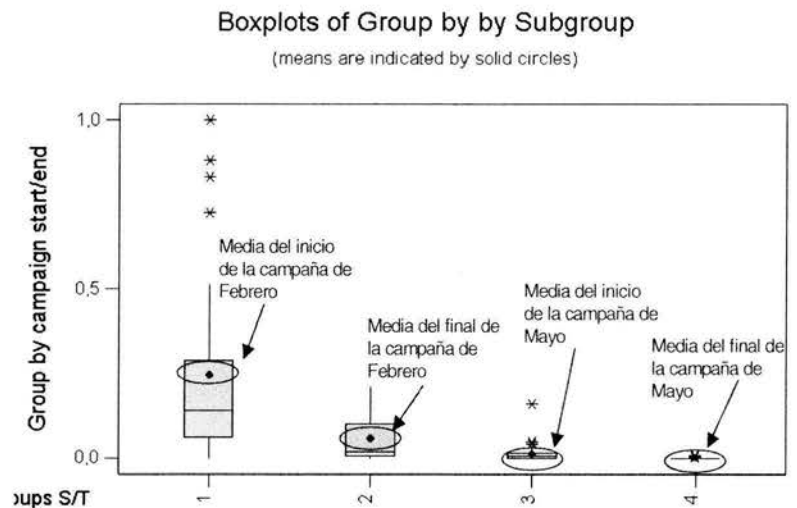 Boxplots of Group by by Subgroup
(means are indicated by solid circles)
Group by campaign start/end
1,0
0,5
0,0
Media del inicio
de la campaña de
Febrero
Media del final de
la campaña de
Febrero
Media del inicio
de la campaña de
Mayo
Media del final de
la campaña de
Mayo
oups S/T
1
2
3
4